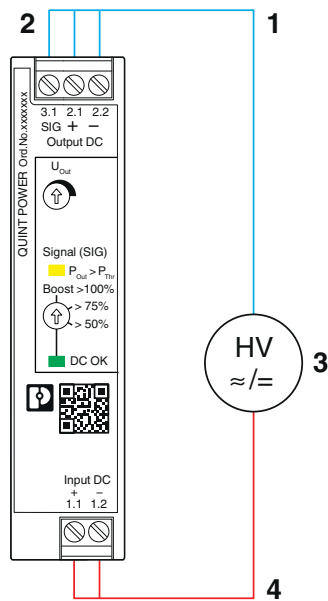 2 1
3.1 2.1 2.2
SIG + −
Output DC
QUINT POWER Ord.No.xxxxxxx
U Out
Signal (SIG)
P Out > P Thr
Boost >100%
> 75%
> 50%
DC OK
HV
≈/=
3
Input DC
+ −
1.1 1.2
4